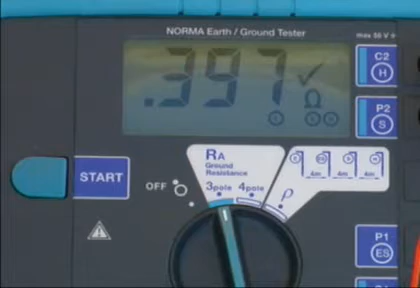 NORMA Earth / Ground Tester
max 50 V
.397
Ω
C2
H
P2
S
RA
Ground
Resistance
3pole 4pole
ρ
OFF
START
4m 4m 4m
P1
ES